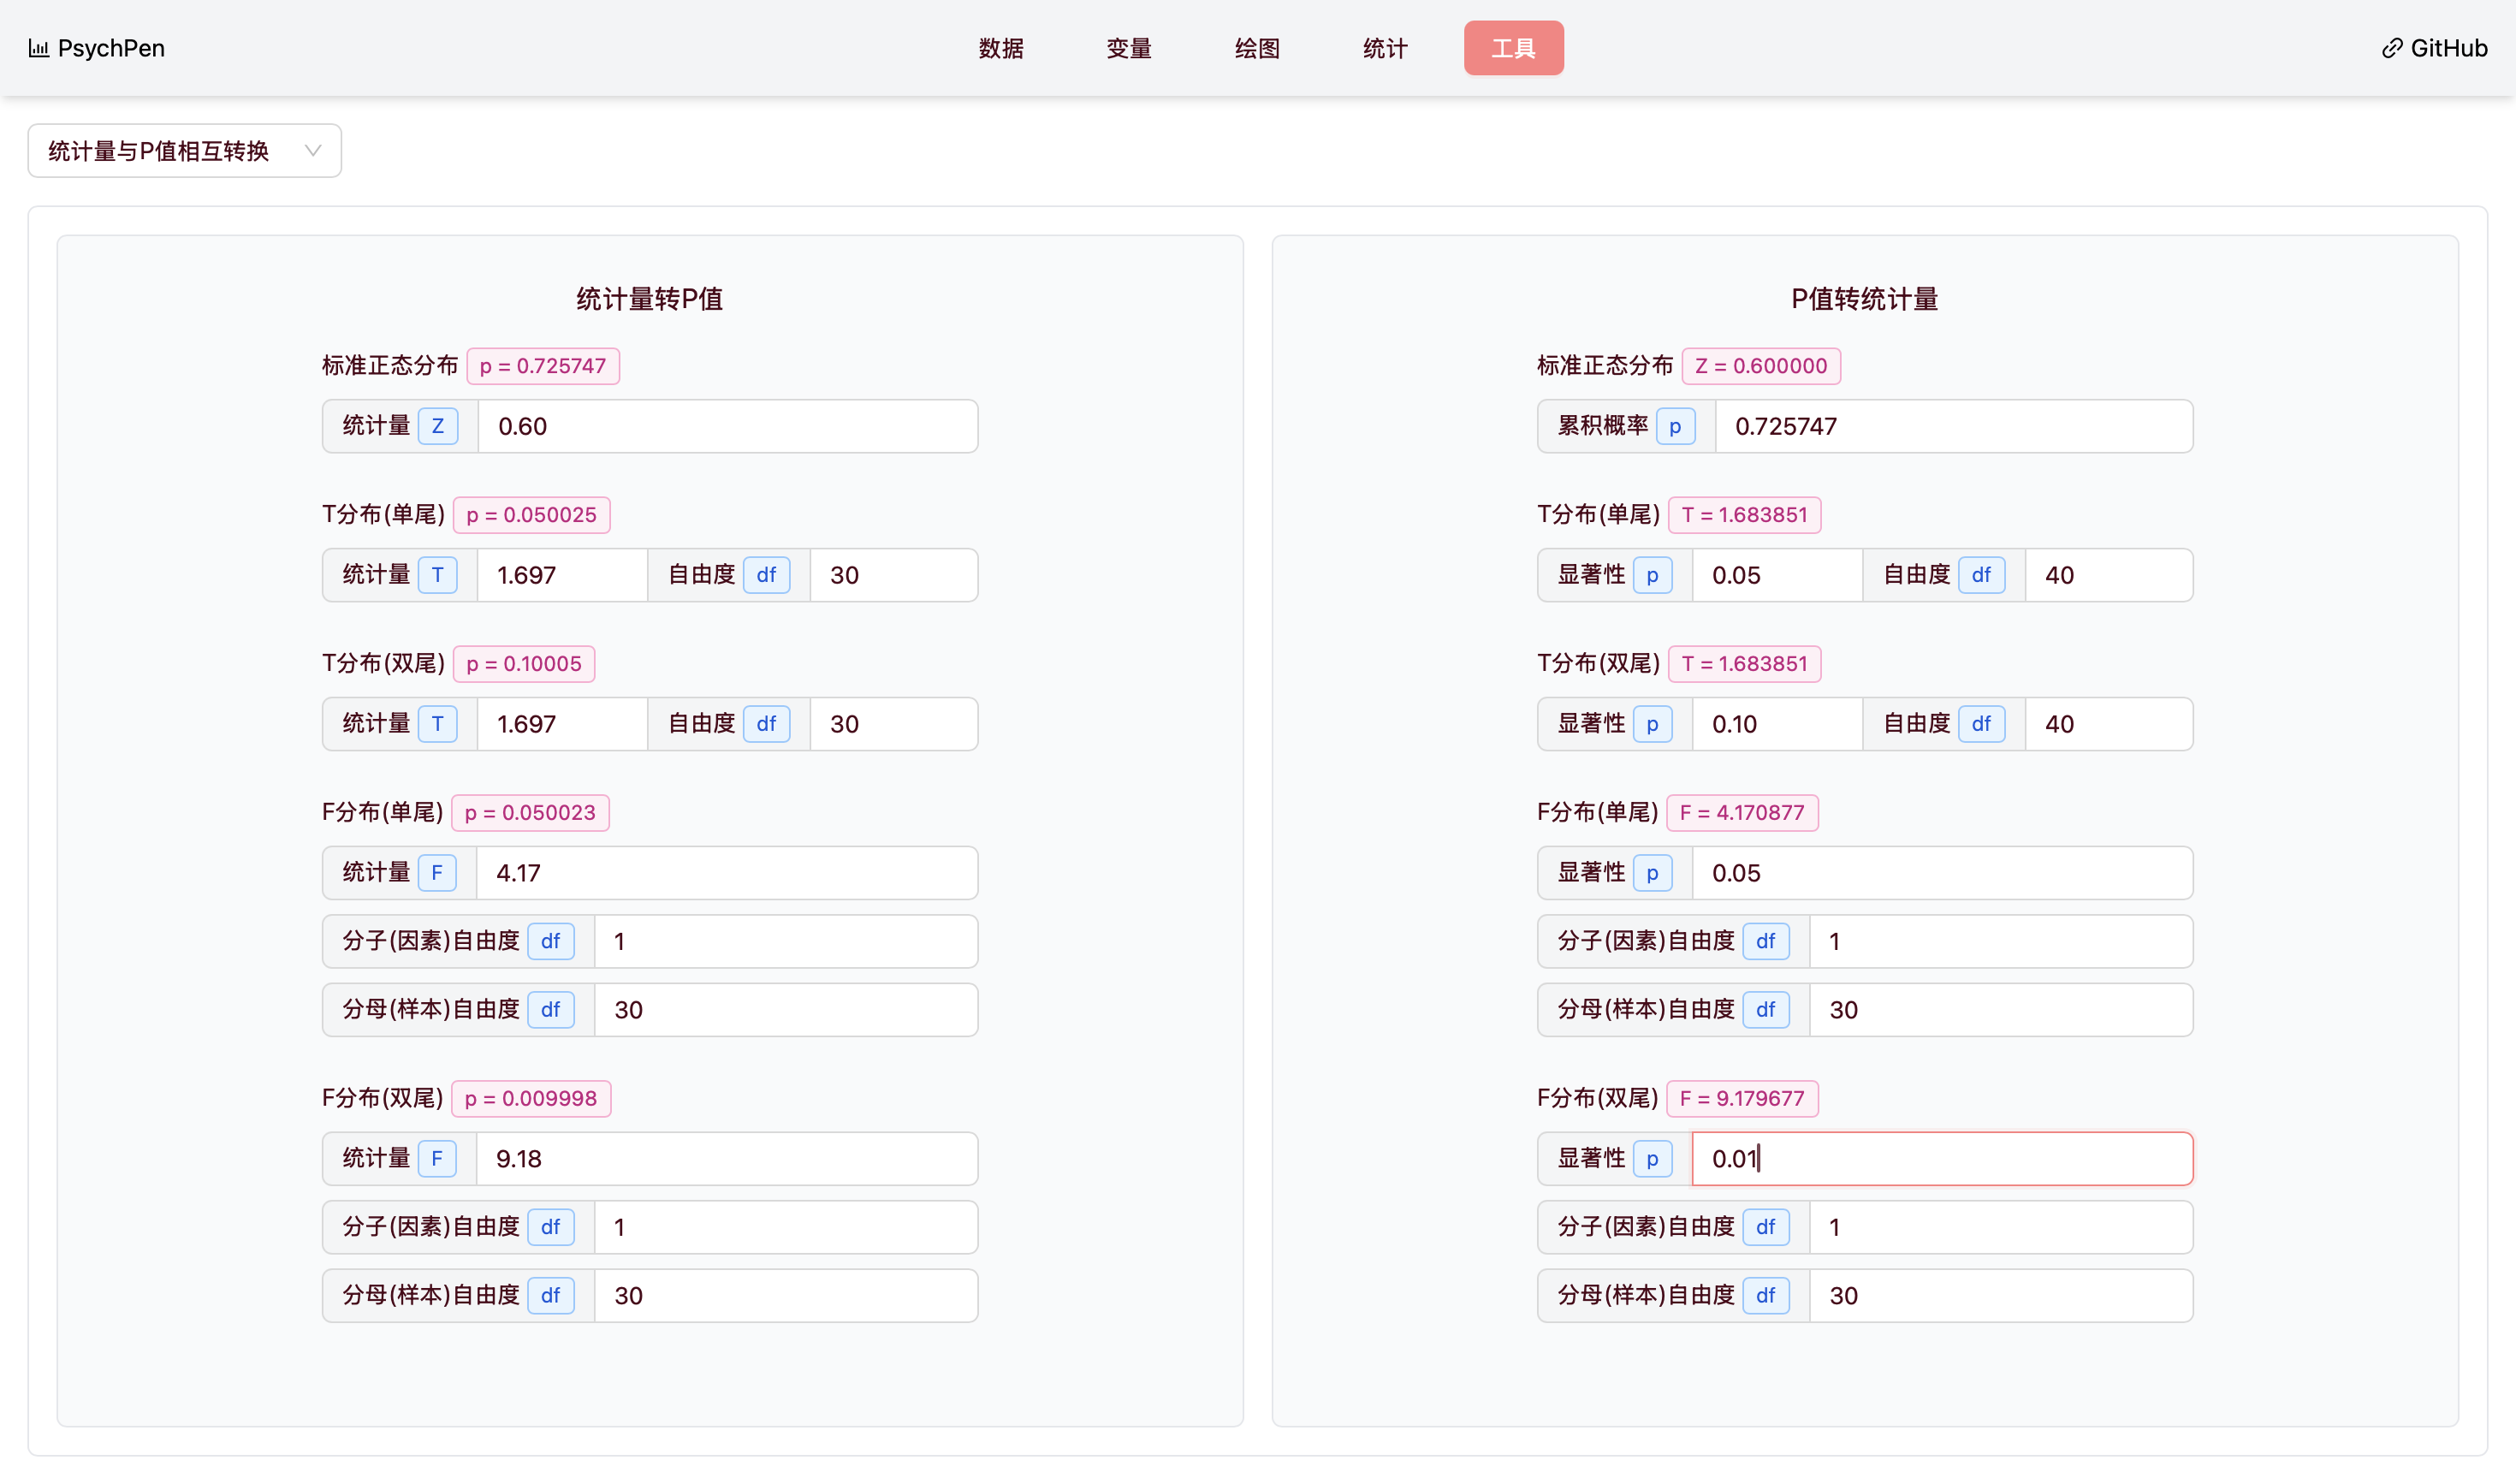 PsychPen 数据 变量 绘图 统计 工具 GitHub
统计量与P值相互转换
统计量转P值
标准正态分布 p = 0.725747
统计量 Z 0.60
T分布(单尾) p = 0.050025
统计量 T 1.697 自由度 df 30
T分布(双尾) p = 0.10005
统计量 T 1.697 自由度 df 30
F分布(单尾) p = 0.050023
统计量 F 4.17
分子(因素)自由度 df 1
分母(样本)自由度 df 30
F分布(双尾) p = 0.009998
统计量 F 9.18
分子(因素)自由度 df 1
分母(样本)自由度 df 30
P值转统计量
标准正态分布 Z = 0.600000
累积概率 p 0.725747
T分布(单尾) T = 1.683851
显著性 p 0.05 自由度 df 40
T分布(双尾) T = 1.683851
显著性 p 0.10 自由度 df 40
F分布(单尾) F = 4.170877
显著性 p 0.05
分子(因素)自由度 df 1
分母(样本)自由度 df 30
F分布(双尾) F = 9.179677
显著性 p 0.01
分子(因素)自由度 df 1
分母(样本)自由度 df 30